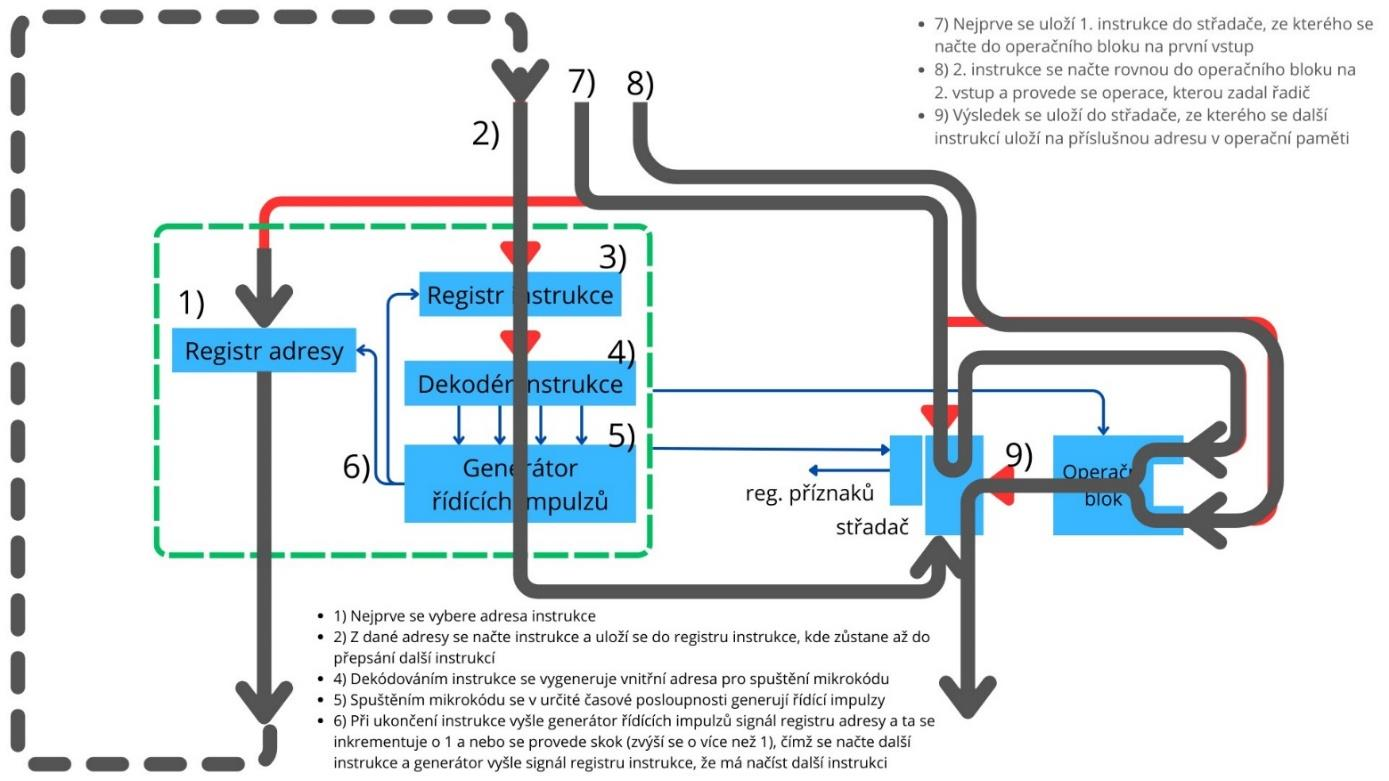 • 7) Nejprve se uloží 1. instrukce do střadače, ze kterého se
načte do operačního bloku na první vstup
• 8) 2. instrukce se načte rovnou do operačního bloku na
2. vstup a provede se operace, kterou zadal řadič
• 9) Výsledek se uloží do střadače, ze kterého se další
instrukcí uloží na příslušnou adresu v operační paměti
7)
8)
2)
3)
Registr instrukce
1)
Registr adresy
4)
Dekodér instrukce
5)
6)
Generátor
řídících impulzů
9)
blok
reg. příznaků
střadač
• 1) Nejprve se vybere adresa instrukce
• 2) Z dané adresy se načte instrukce a uloží se do registru instrukce, kde zůstane až do
přepsání další instrukcí
• 4) Dekódováním instrukce se vygeneruje vnitřní adresa pro spuštění mikrokódu
• 5) Spuštěním mikrokódu se v určité časové posloupnosti generují řídící impulzy
• 6) Při ukončení instrukce vyšle generátor řídících impulzů signál registru adresy a ta se
inkrementuje o 1 a nebo se provede skok (zvýší se o více než 1), čímž se načte další
instrukce a generátor vyšle signál registru instrukce, že má načíst další instrukci